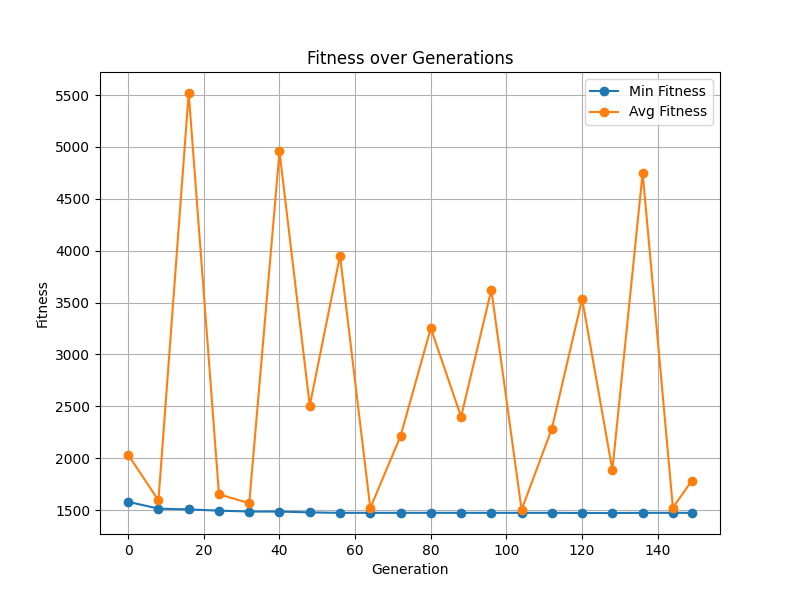 Fitness over Generations
Min Fitness
Avg Fitness
5500
5000
4500
4000
3500
3000
2500
2000
1500
Fitness
0 20 40 60 80 100 120 140
Generation